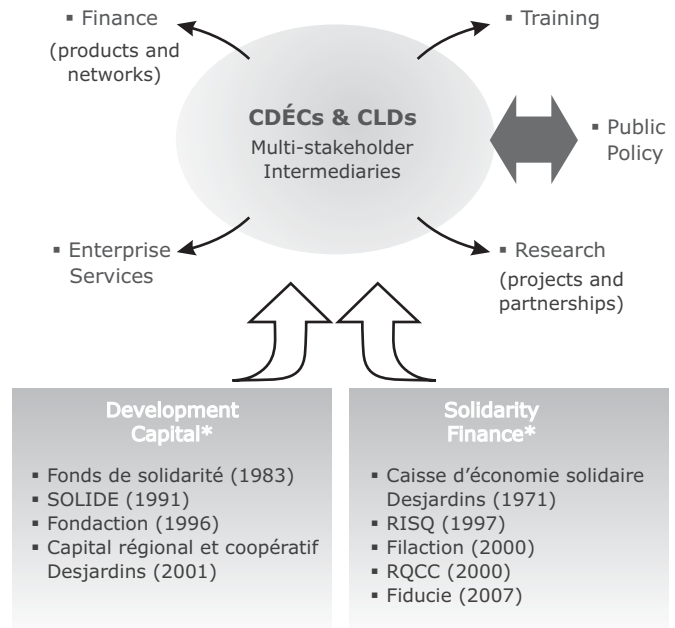 ▪ Finance
(products and
networks)
▪ Training
CDÉCs & CLDs
Multi-stakeholder
Intermediaries
▪ Public
Policy
▪ Enterprise
Services
▪ Research
(projects and
partnerships)
Development
Capital*
▪ Fonds de solidarité (1983)
▪ SOLIDE (1991)
▪ Fondaction (1996)
▪ Capital régional et coopératif
Desjardins (2001)
Solidarity
Finance*
▪ Caisse d’économie solidaire
Desjardins (1971)
▪ RISQ (1997)
▪ Filaction (2000)
▪ RQCC (2000)
▪ Fiducie (2007)